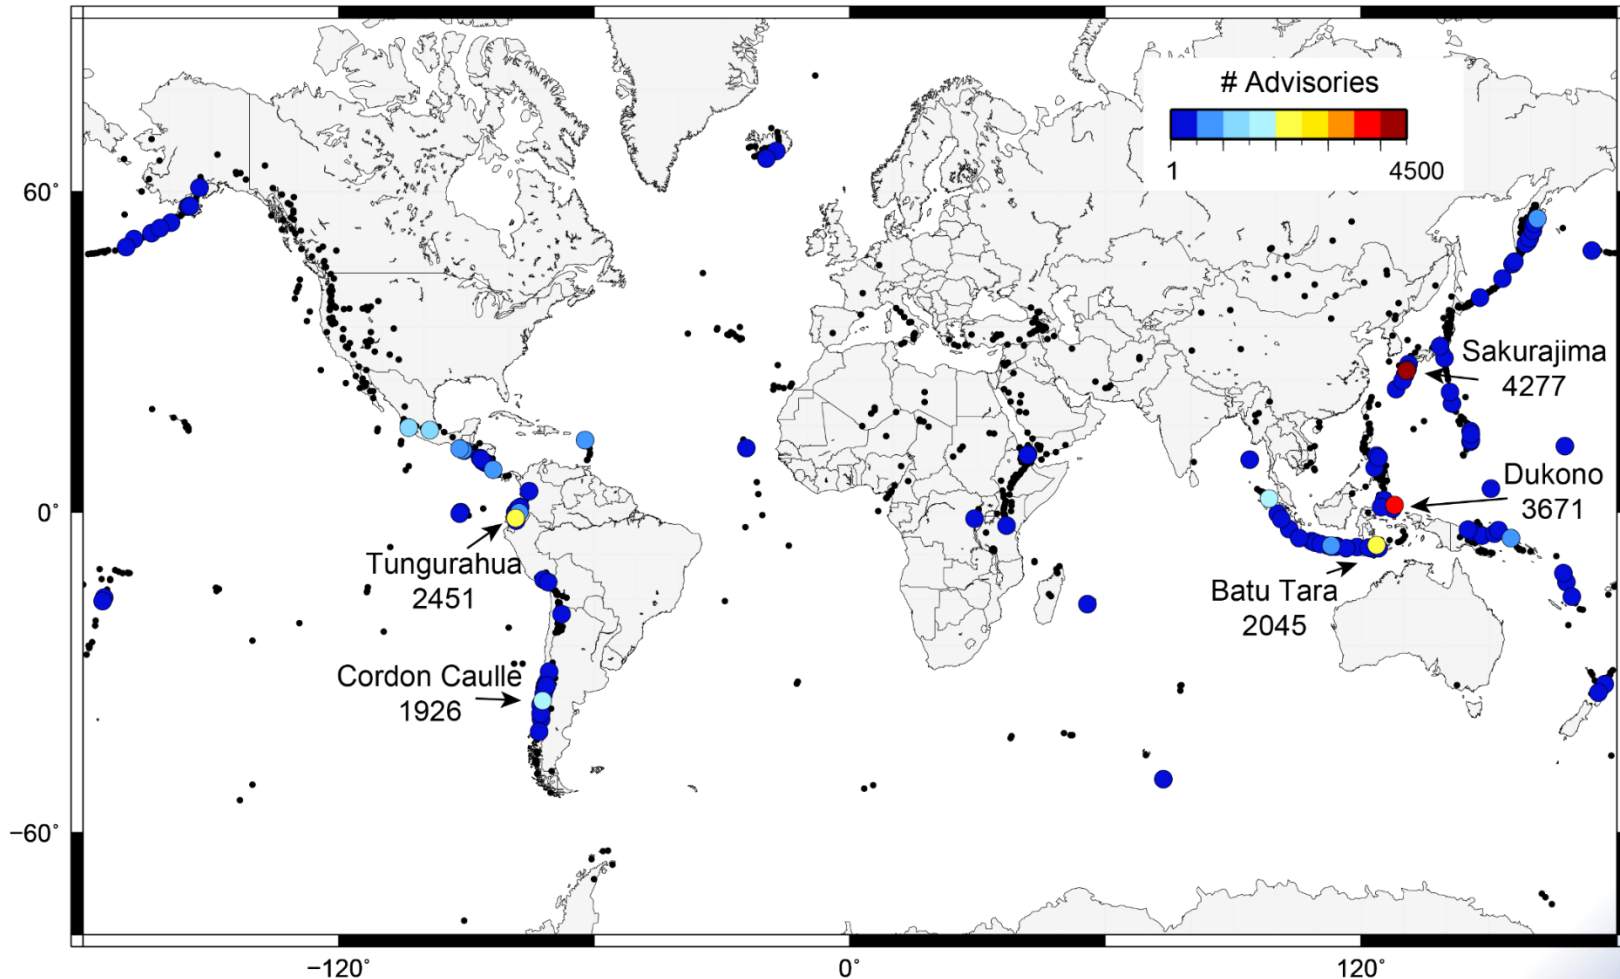 # Advisories
1 4500
60°
Sakurajima
4277
Dukono
3671
0°
Tungurahua
2451
Batu Tara
2045
Cordon Caulle
1926
−60°
−120° 0° 120°